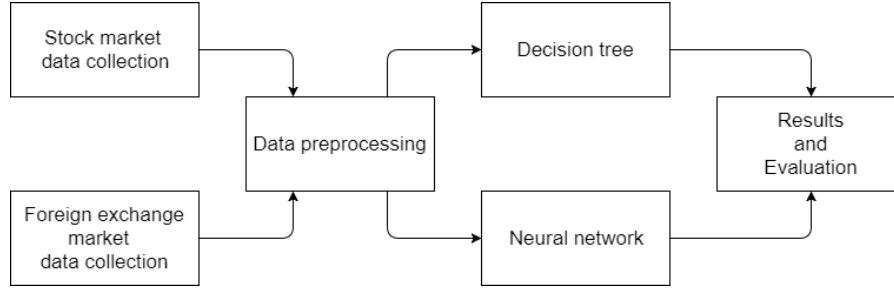 Stock market
data collection
Foreign exchange
market
data collection
Data preprocessing
Decision tree
Neural network
Results
and
Evaluation